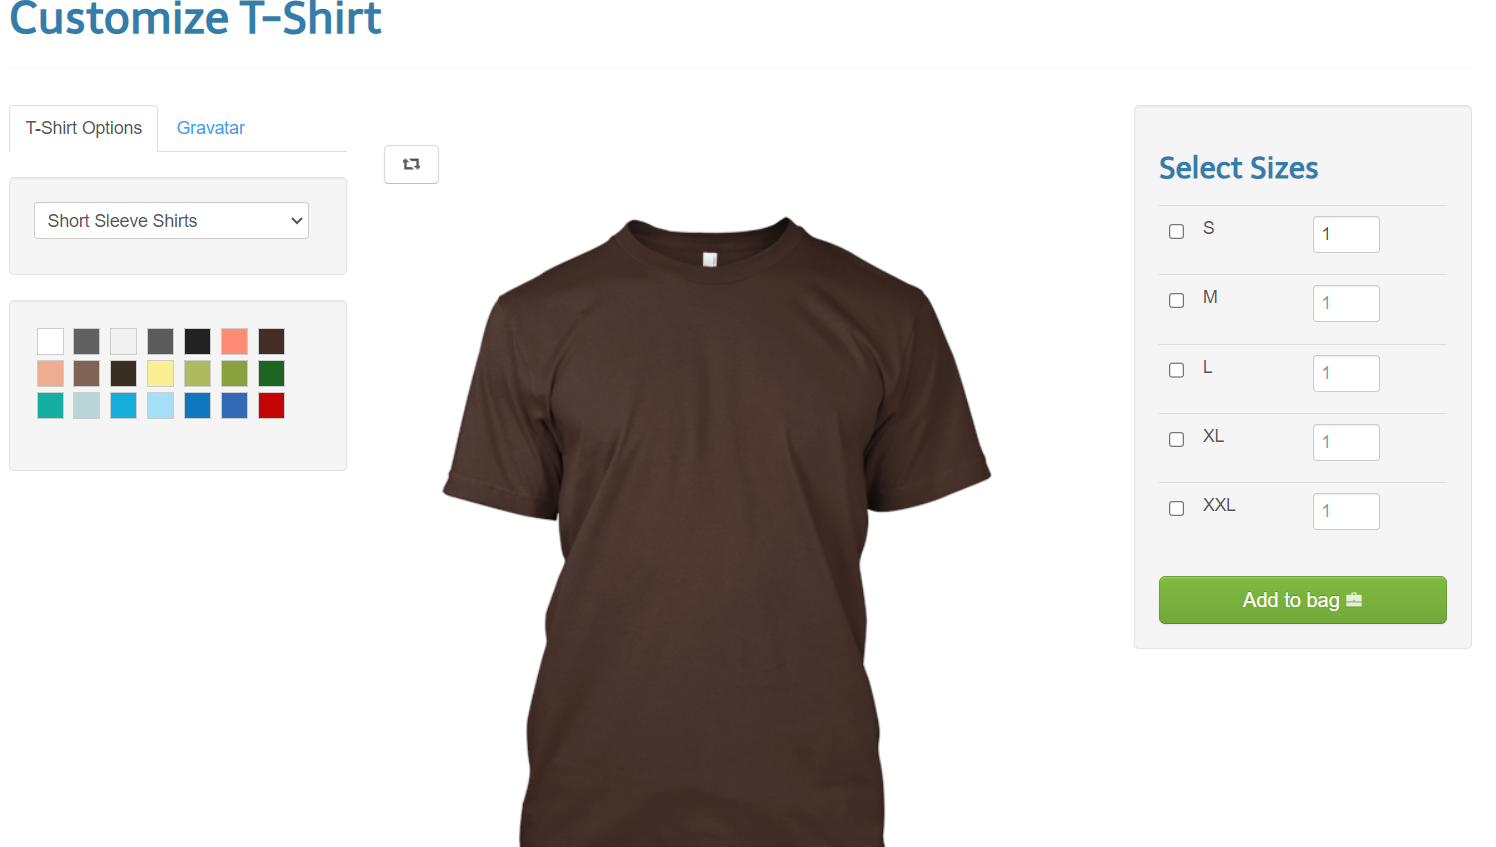 Customize T-Shirt
T-Shirt Options
Gravatar
Short Sleeve Shirts
Select Sizes
S 1
M 1
L 1
XL 1
XXL 1
Add to bag